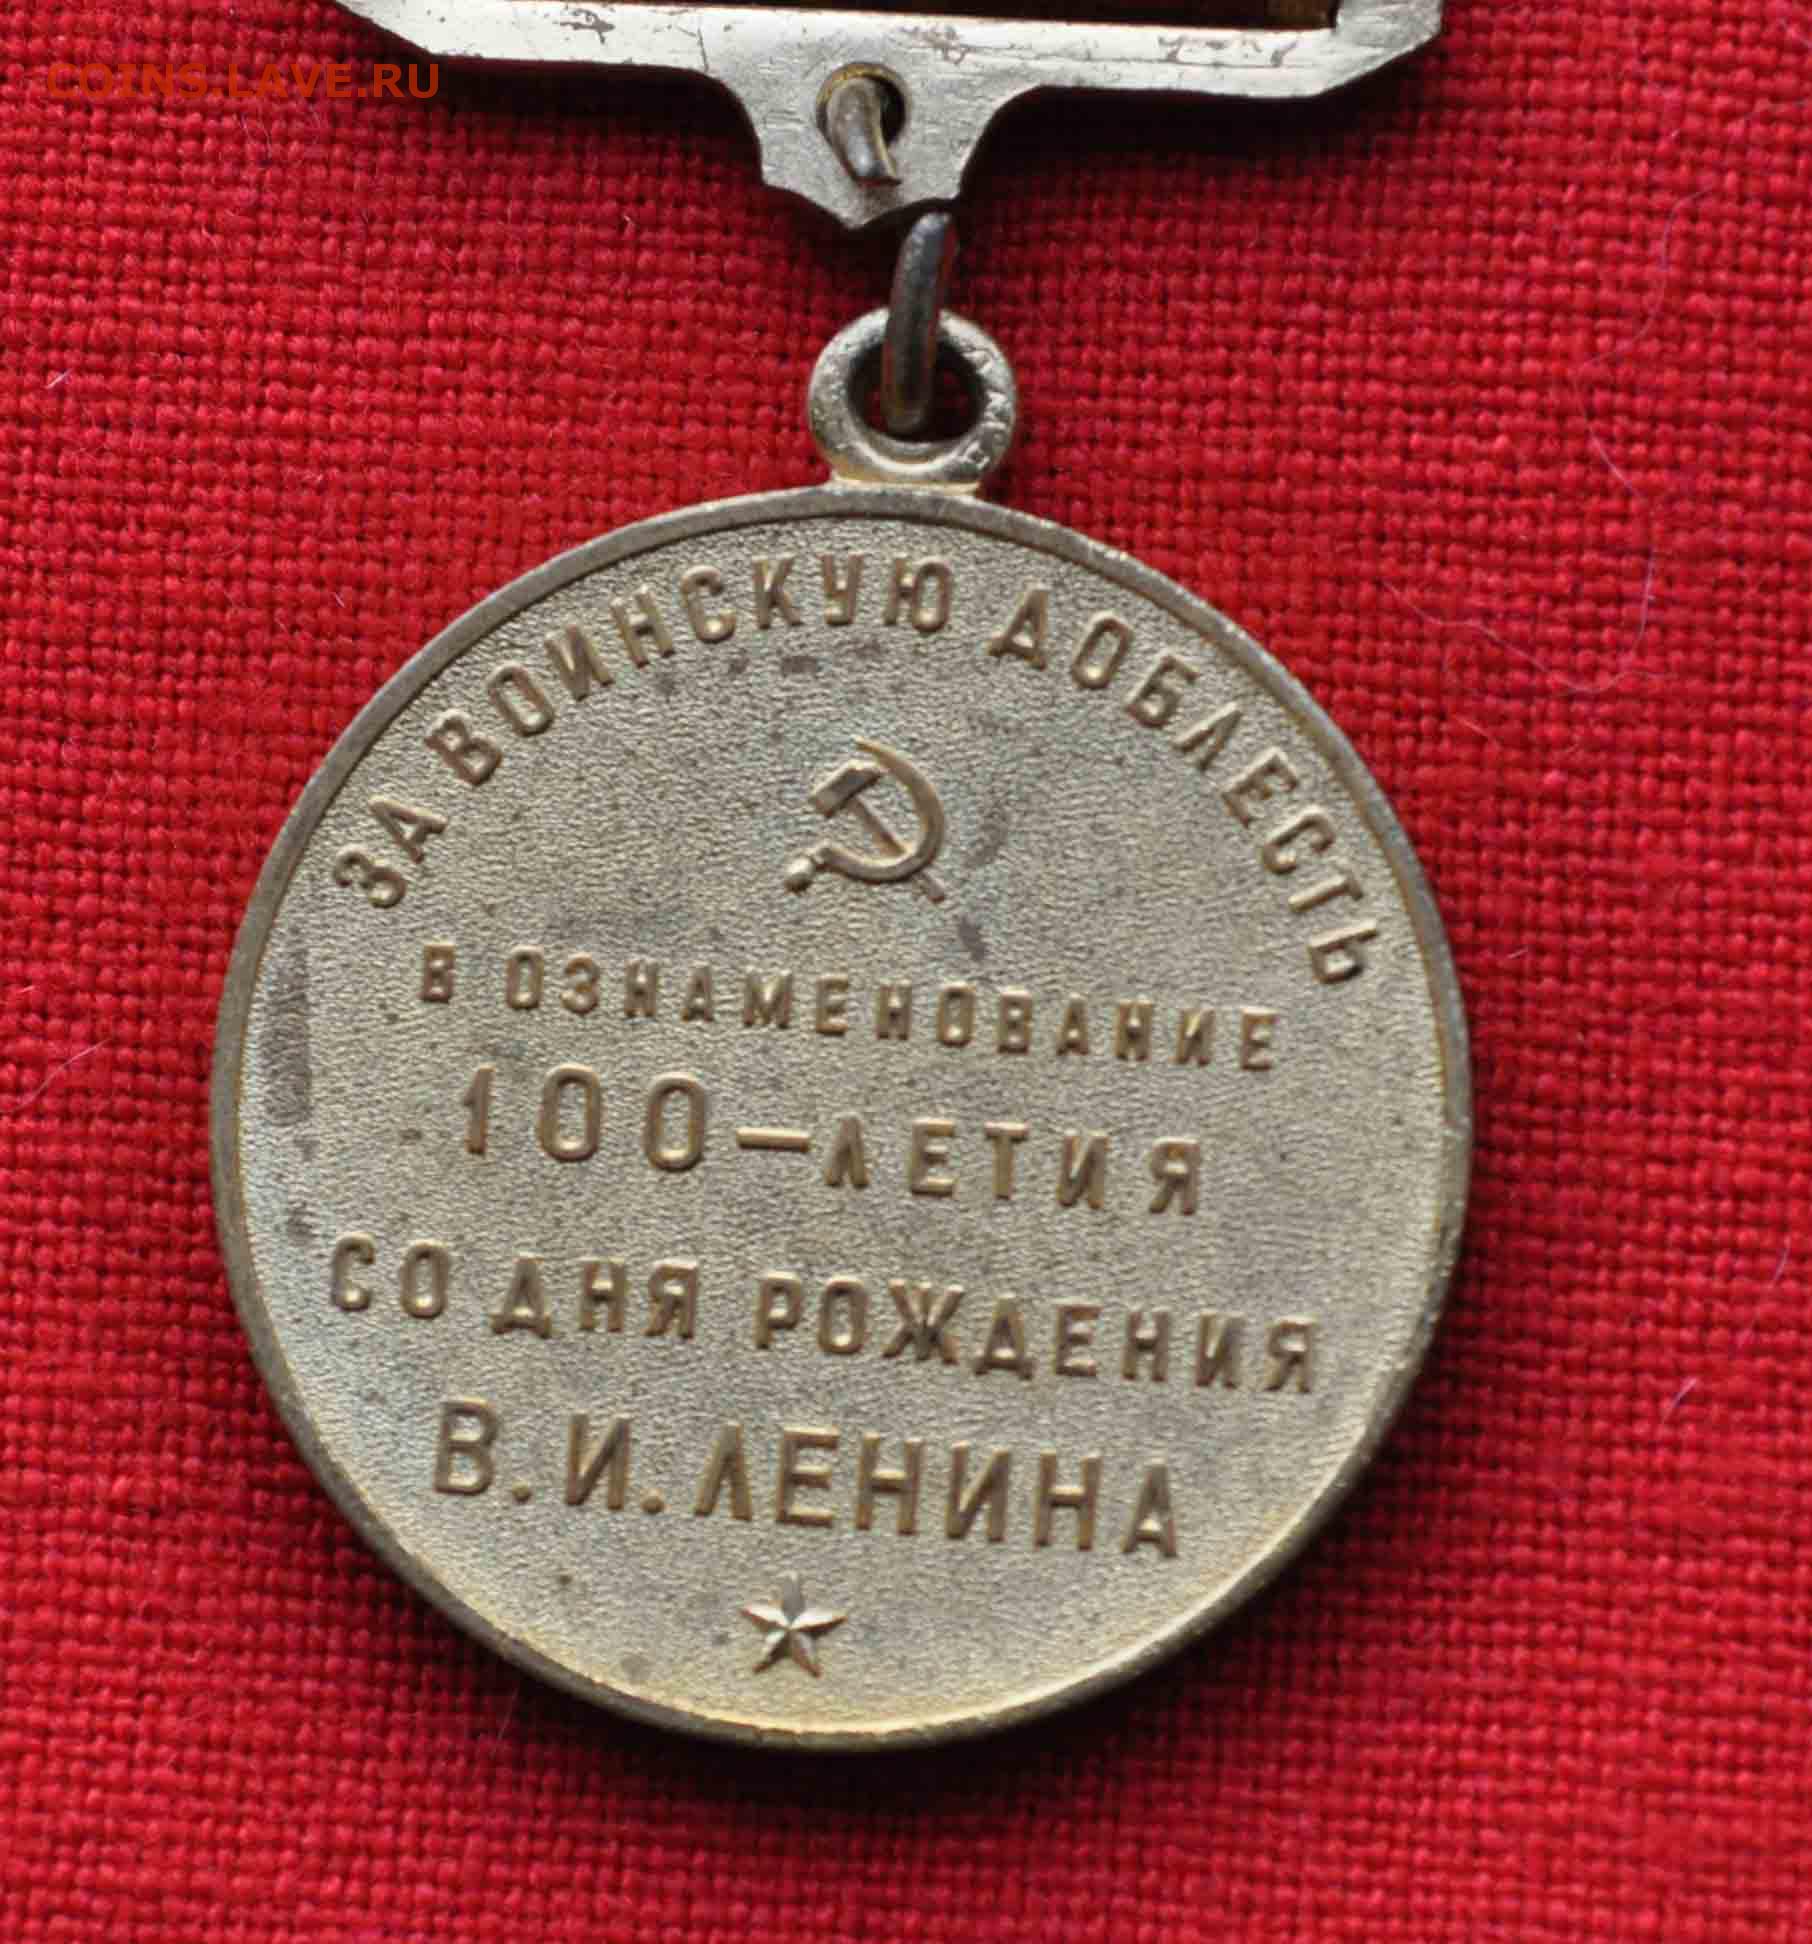 COINS.LAVE.RU
ЗА ВОИНСКУЮ ДОБЛЕСТЬ
В ОЗНАМЕНОВАНИЕ
100-ЛЕТИЯ
СО ДНЯ РОЖДЕНИЯ
В.И.ЛЕНИНА